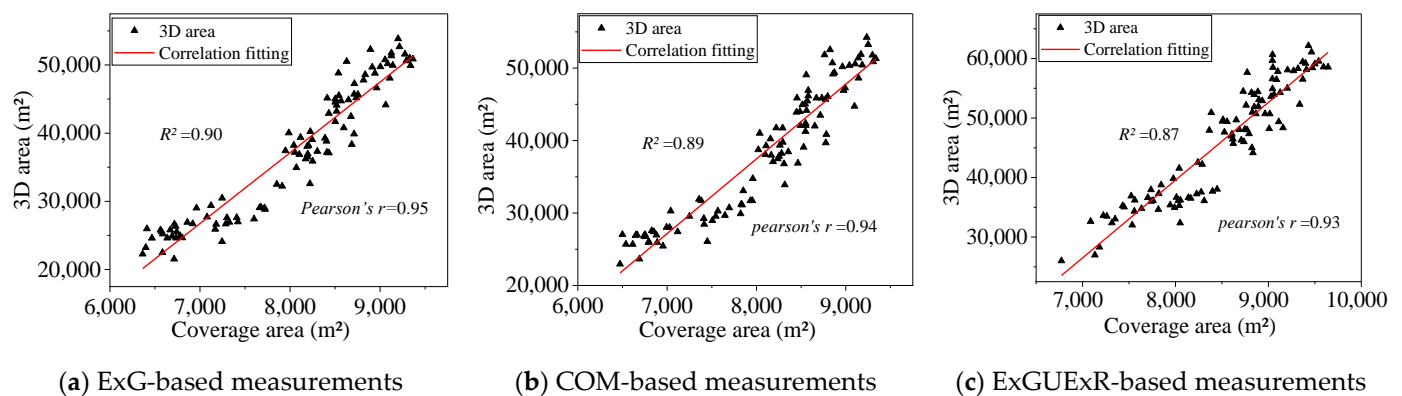 3D area
Correlation fitting
50,000
40,000
30,000
20,000
3D area (m²)
R² =0.90
Pearson's r=0.95
6,000
7,000
8,000
9,000
Coverage area (m²)
(a) ExG-based measurements
3D area
Correlation fitting
50,000
40,000
30,000
20,000
3D area (m²)
R² =0.89
pearson's r =0.94
6,000
7,000
8,000
9,000
Coverage area (m²)
(b) COM-based measurements
3D area
Correlation fitting
60,000
50,000
40,000
30,000
3D area (m²)
R² =0.87
pearson's r =0.93
7,000
8,000
9,000
10,000
Coverage area (m²)
(c) ExGUExR-based measurements